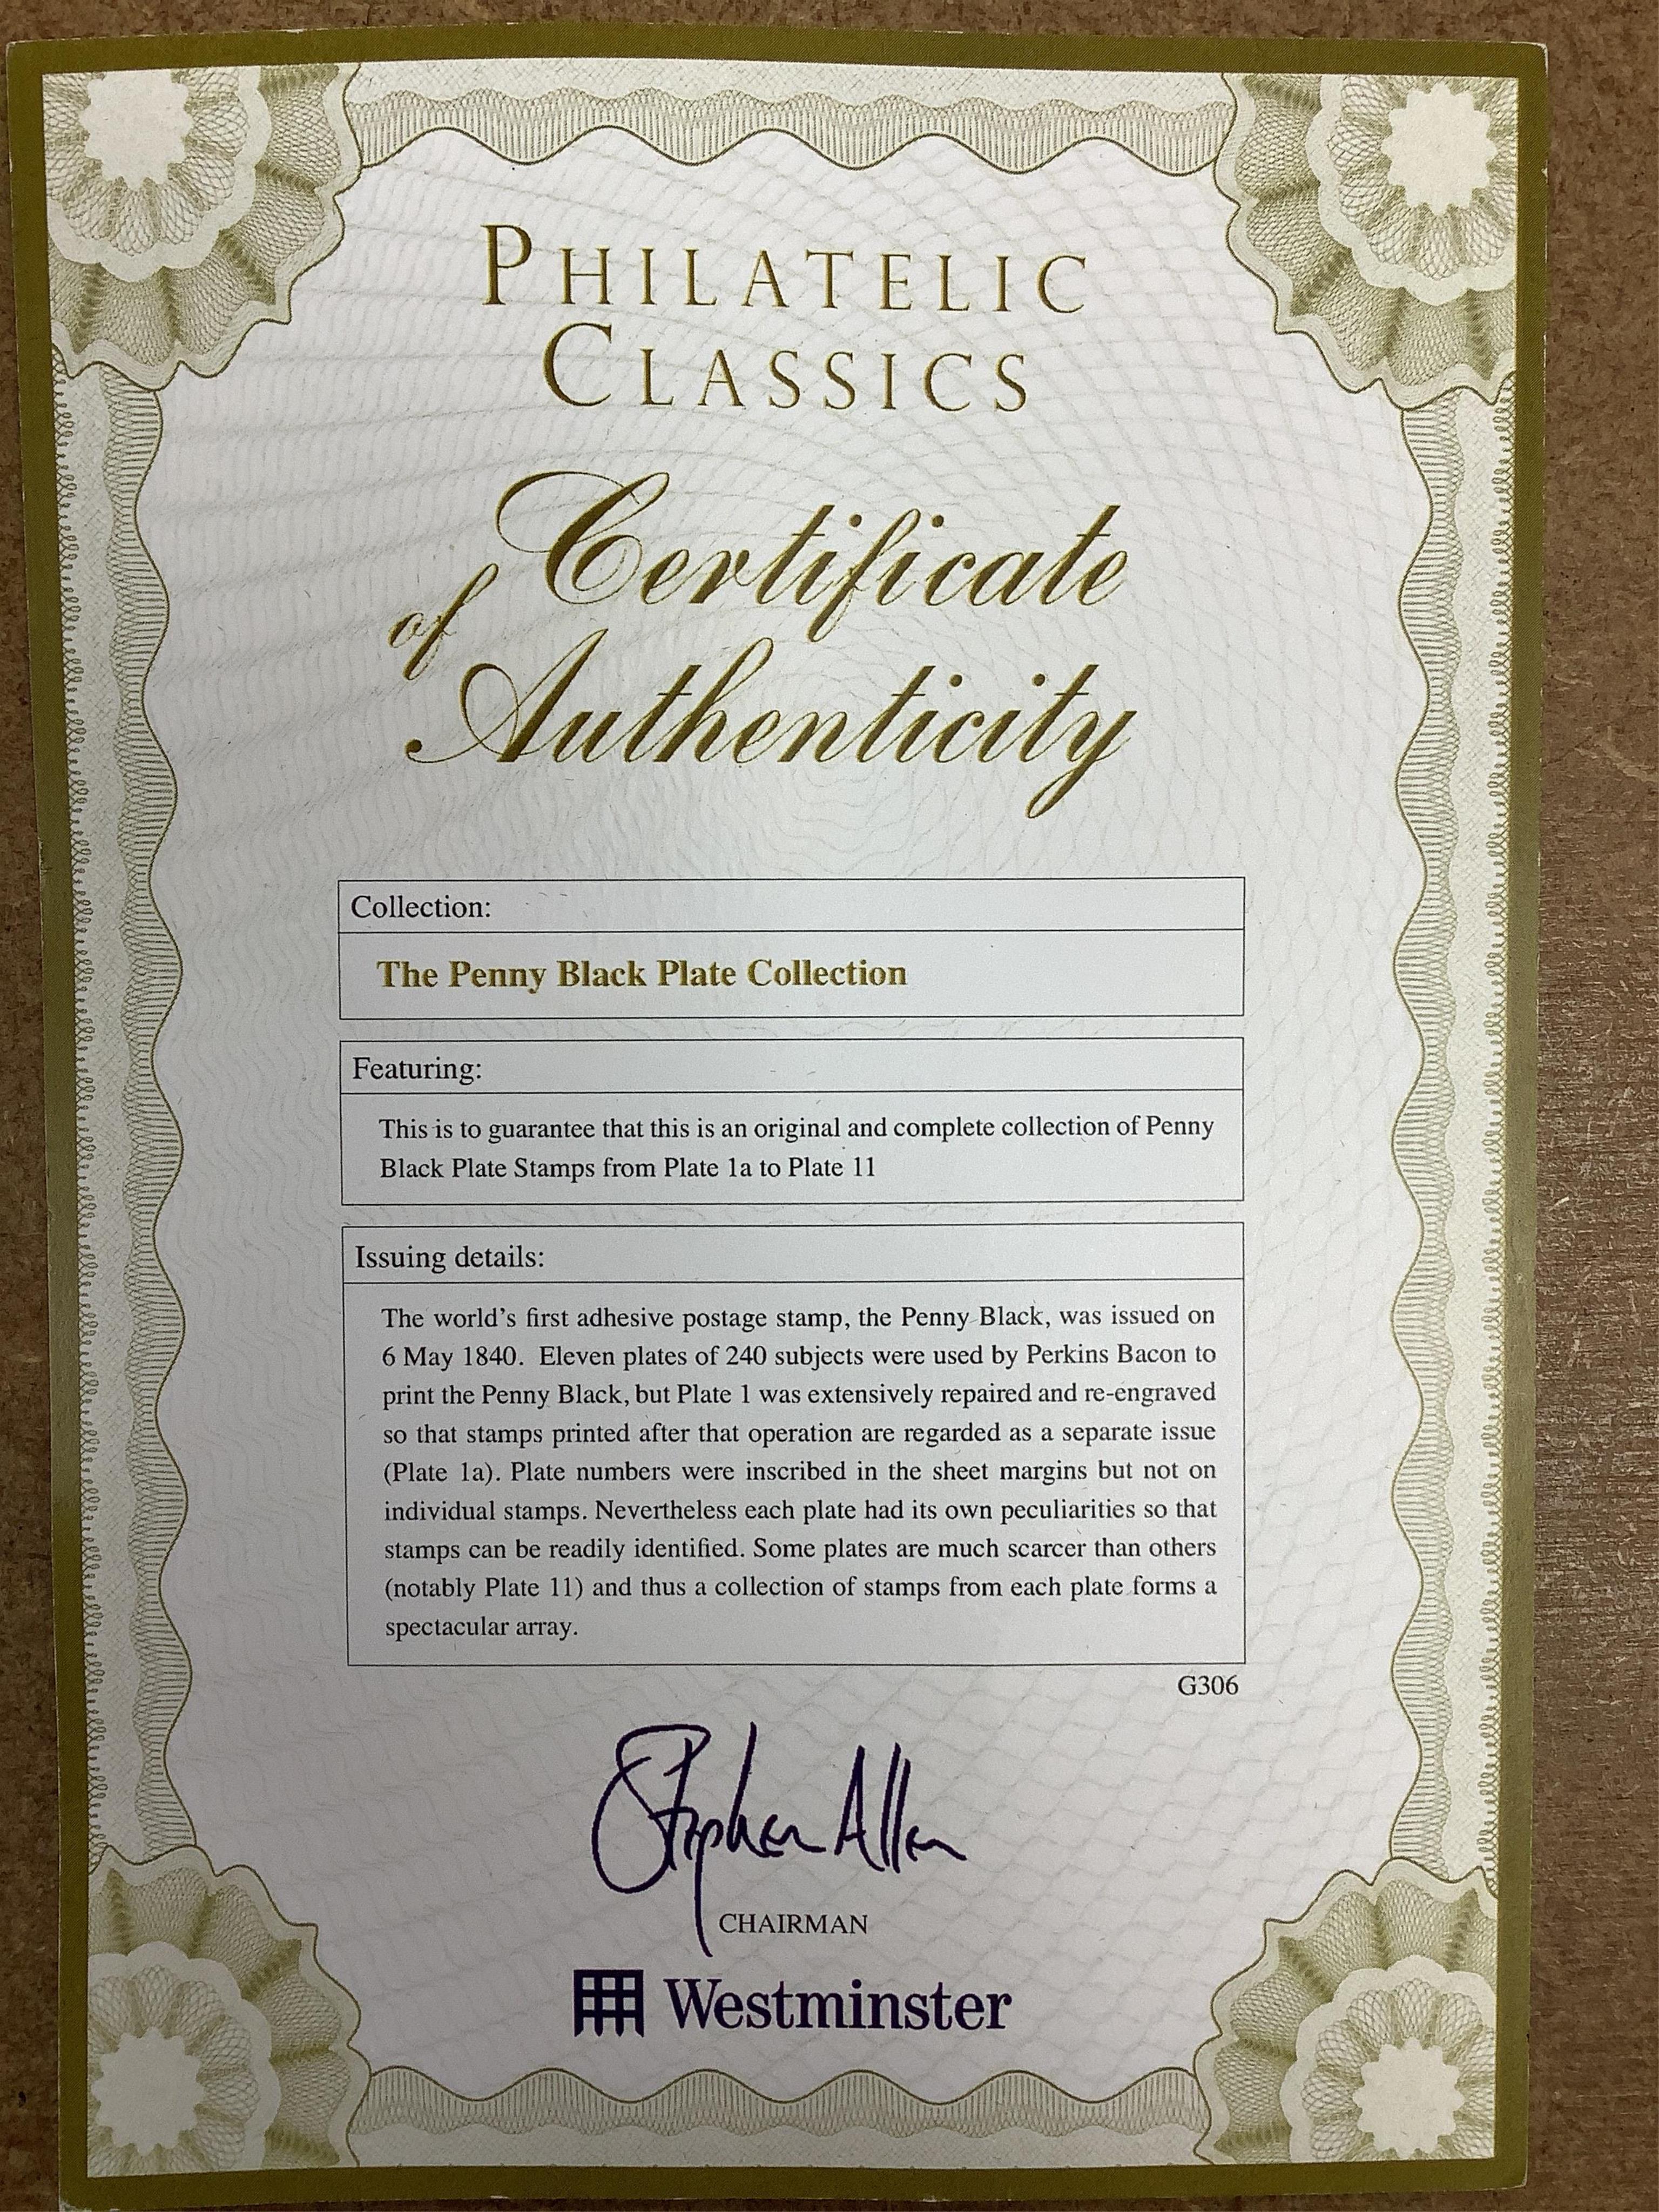 PHILATELIC
CLASSICS
Certificate
of
Authenticity
Collection:
The Penny Black Plate Collection
Featuring:
This is to guarantee that this is an original and complete collection of Penny
Black Plate Stamps from Plate 1a to Plate 11
Issuing details:
The world's first adhesive postage stamp, the Penny Black, was issued on
6 May 1840. Eleven plates of 240 subjects were used by Perkins Bacon to
print the Penny Black, but Plate 1 was extensively repaired and re-engraved
so that stamps printed after that operation are regarded as a separate issue
(Plate 1a). Plate numbers were inscribed in the sheet margins but not on
individual stamps. Nevertheless each plate had its own peculiarities so that
stamps can be readily identified. Some plates are much scarcer than others
(notably Plate 11) and thus a collection of stamps from each plate forms a
spectacular array.
G306
Stephen Allen
CHAIRMAN
Westminster